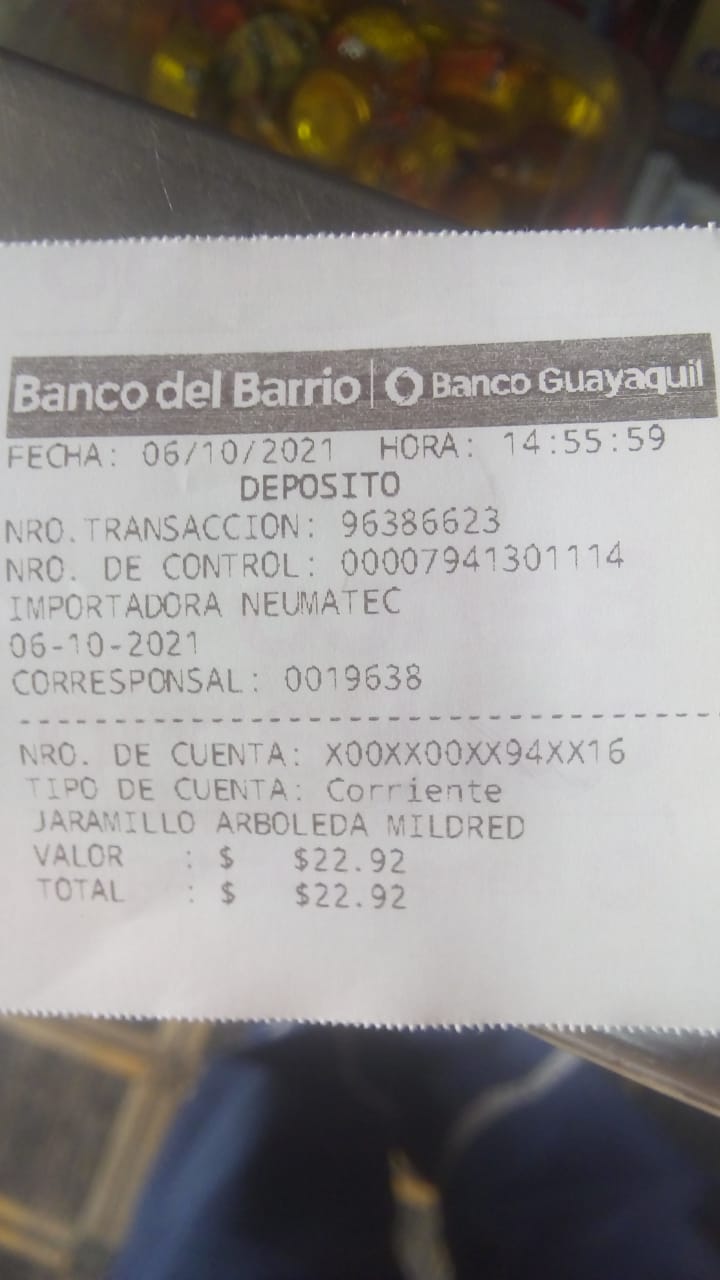 Banco del Barrio | Banco Guayaquil
FECHA: 06/10/2021 HORA: 14:55:59
DEPOSITO
NRO.TRANSACCION: 96386623
NRO. DE CONTROL: 00007941301114
IMPORTADORA NEUMATEC
06-10-2021
CORRESPONSAL: 0019638
NRO. DE CUENTA: X00XX00XX94XX16
TIPO DE CUENTA: Corriente
JARAMILLO ARBOLEDA MILDRED
VALOR : $ $22.92
TOTAL : $ $22.92